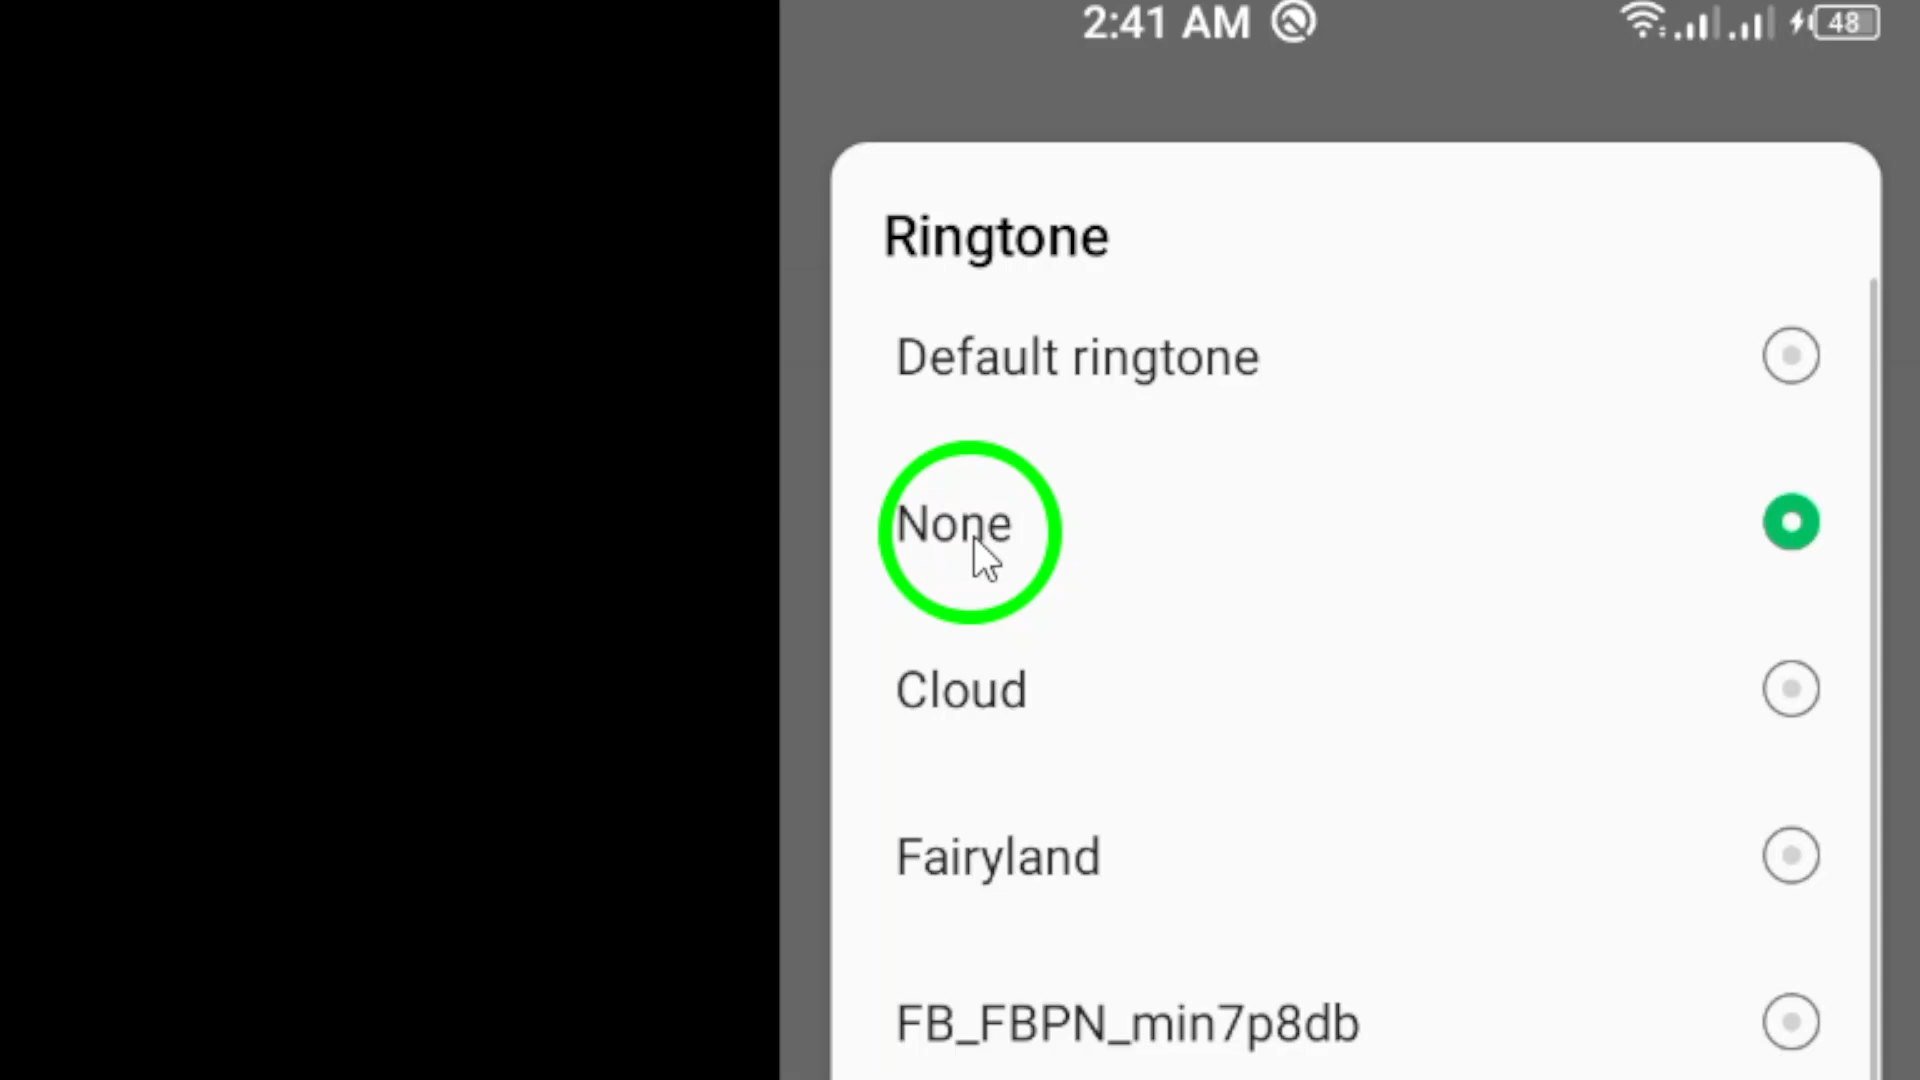 2:41 AM
48
Ringtone
Default ringtone
None
Cloud
Fairyland
FB_FBPN_min7p8db